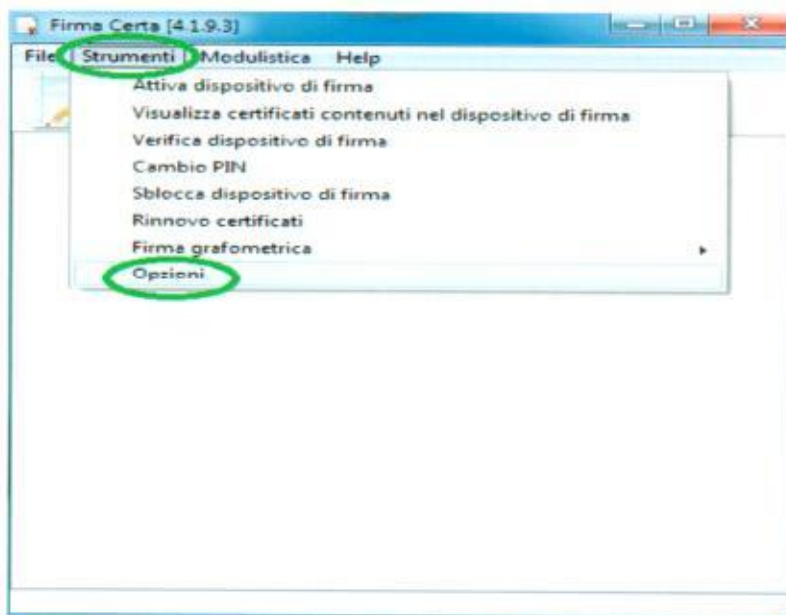 Firma Certa [4.1.9.3]
File Strumenti Modulistica Help
Attiva dispositivo di firma
Visualizza certificati contenuti nel dispositivo di firma
Verifica dispositivo di firma
Cambio PIN
Sblocca dispositivo di firma
Rinnovo certificati
Firma grafometrica
Opzioni